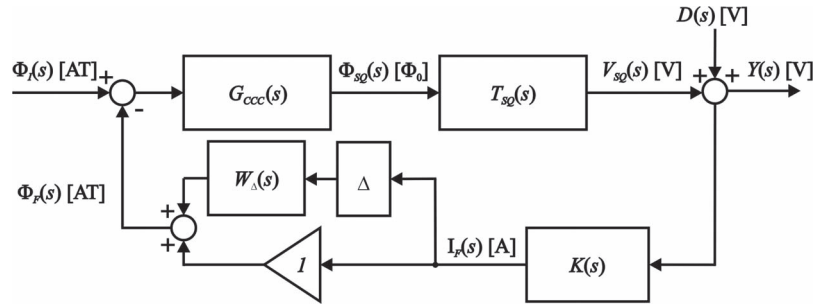 D(s) [V]
Φ_I(s) [AT]
+
-
G_CCC(s)
Φ_SQ(s) [Φ_0]
T_SQ(s)
V_SQ(s) [V]
+
+
Y(s) [V]
Φ_F(s) [AT]
W_Δ(s)
Δ
+
+
1
I_F(s) [A]
K(s)